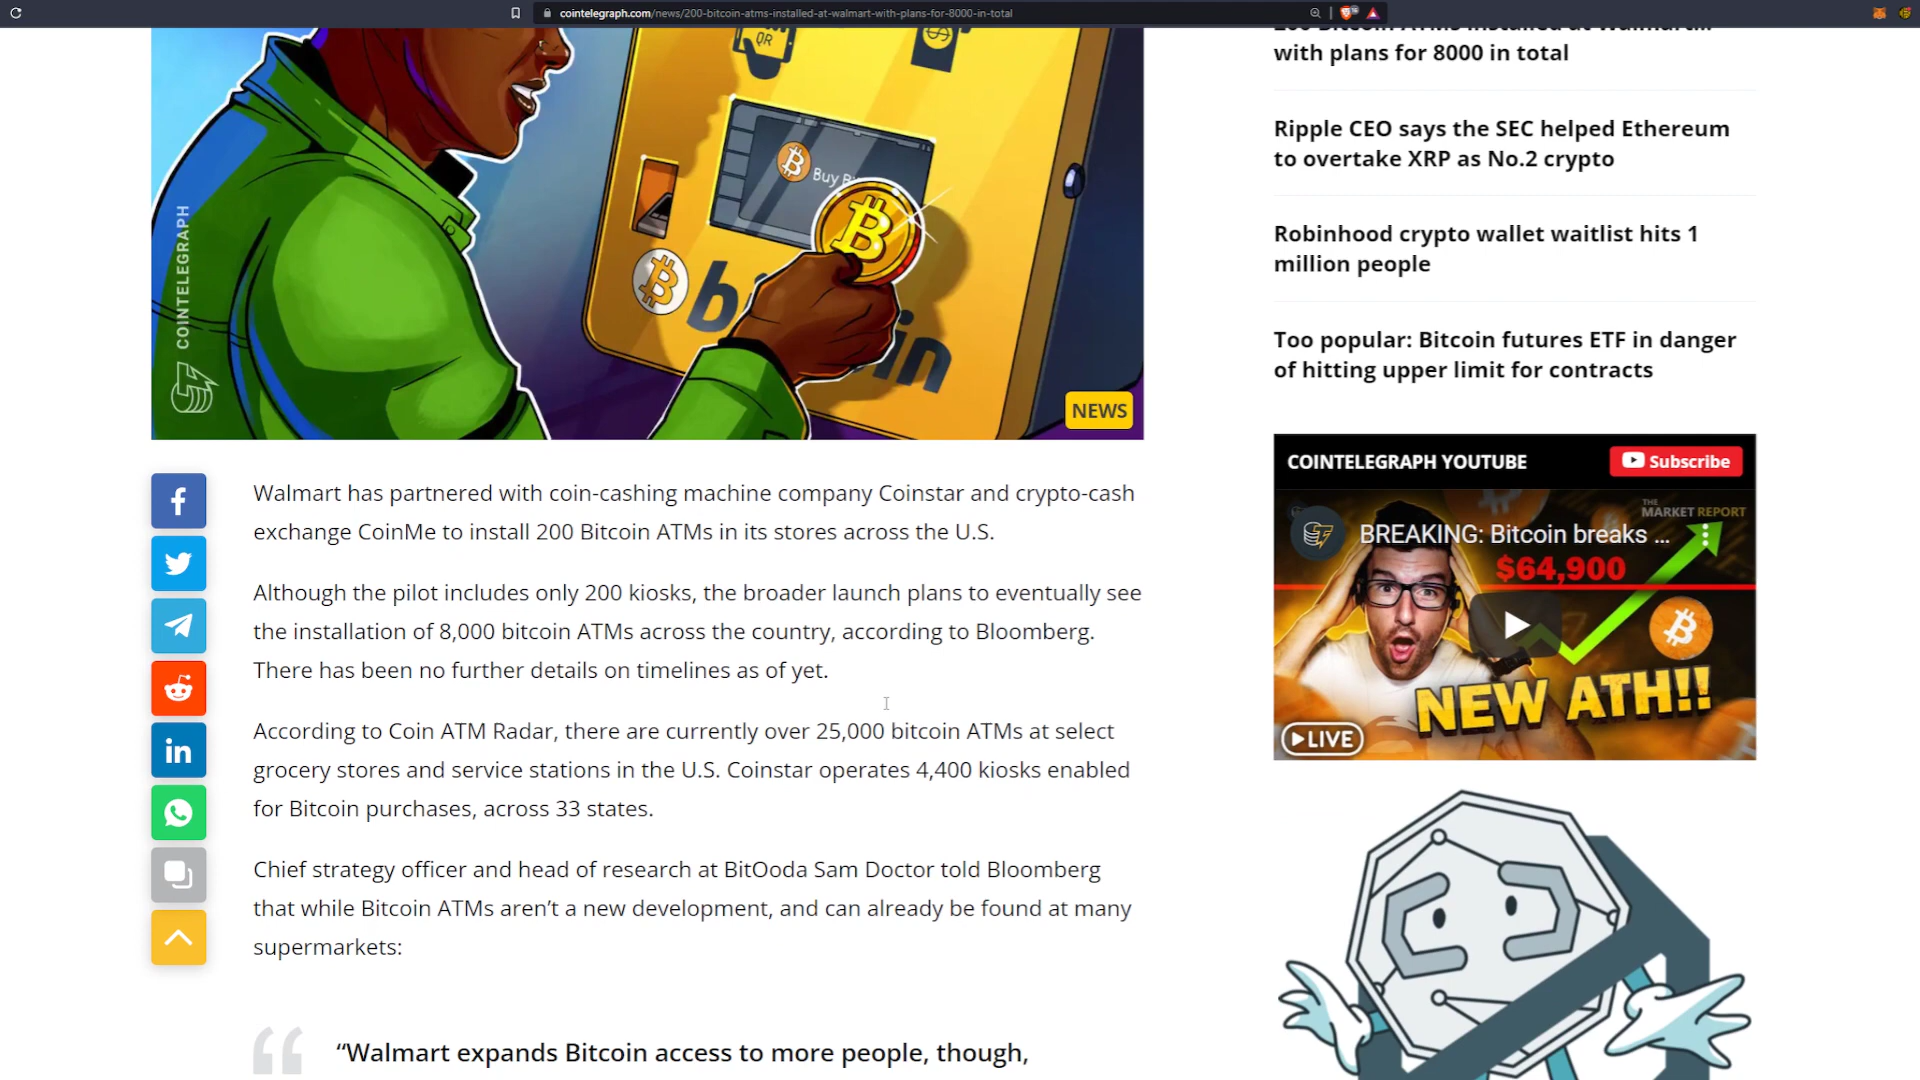 cointelegraph.com/news/200-bitcoin-atms-installed-at-walmart-with-plans-for-8000-in-total
QR
Buy
COINTELEGRAPH
NEWS
Walmart has partnered with coin-cashing machine company Coinstar and crypto-cash
exchange CoinMe to install 200 Bitcoin ATMs in its stores across the U.S.
Although the pilot includes only 200 kiosks, the broader launch plans to eventually see
the installation of 8,000 bitcoin ATMs across the country, according to Bloomberg.
There has been no further details on timelines as of yet.
According to Coin ATM Radar, there are currently over 25,000 bitcoin ATMs at select
grocery stores and service stations in the U.S. Coinstar operates 4,400 kiosks enabled
for Bitcoin purchases, across 33 states.
Chief strategy officer and head of research at BitOoda Sam Doctor told Bloomberg
that while Bitcoin ATMs aren’t a new development, and can already be found at many
supermarkets:
“Walmart expands Bitcoin access to more people, though,
200 Bitcoin ATMs installed at Walmart...
with plans for 8000 in total
Ripple CEO says the SEC helped Ethereum
to overtake XRP as No.2 crypto
Robinhood crypto wallet waitlist hits 1
million people
Too popular: Bitcoin futures ETF in danger
of hitting upper limit for contracts
COINTELEGRAPH YOUTUBE
Subscribe
THE
MARKET REPORT
BREAKING: Bitcoin breaks ...
$64,900
NEW ATH!!
LIVE